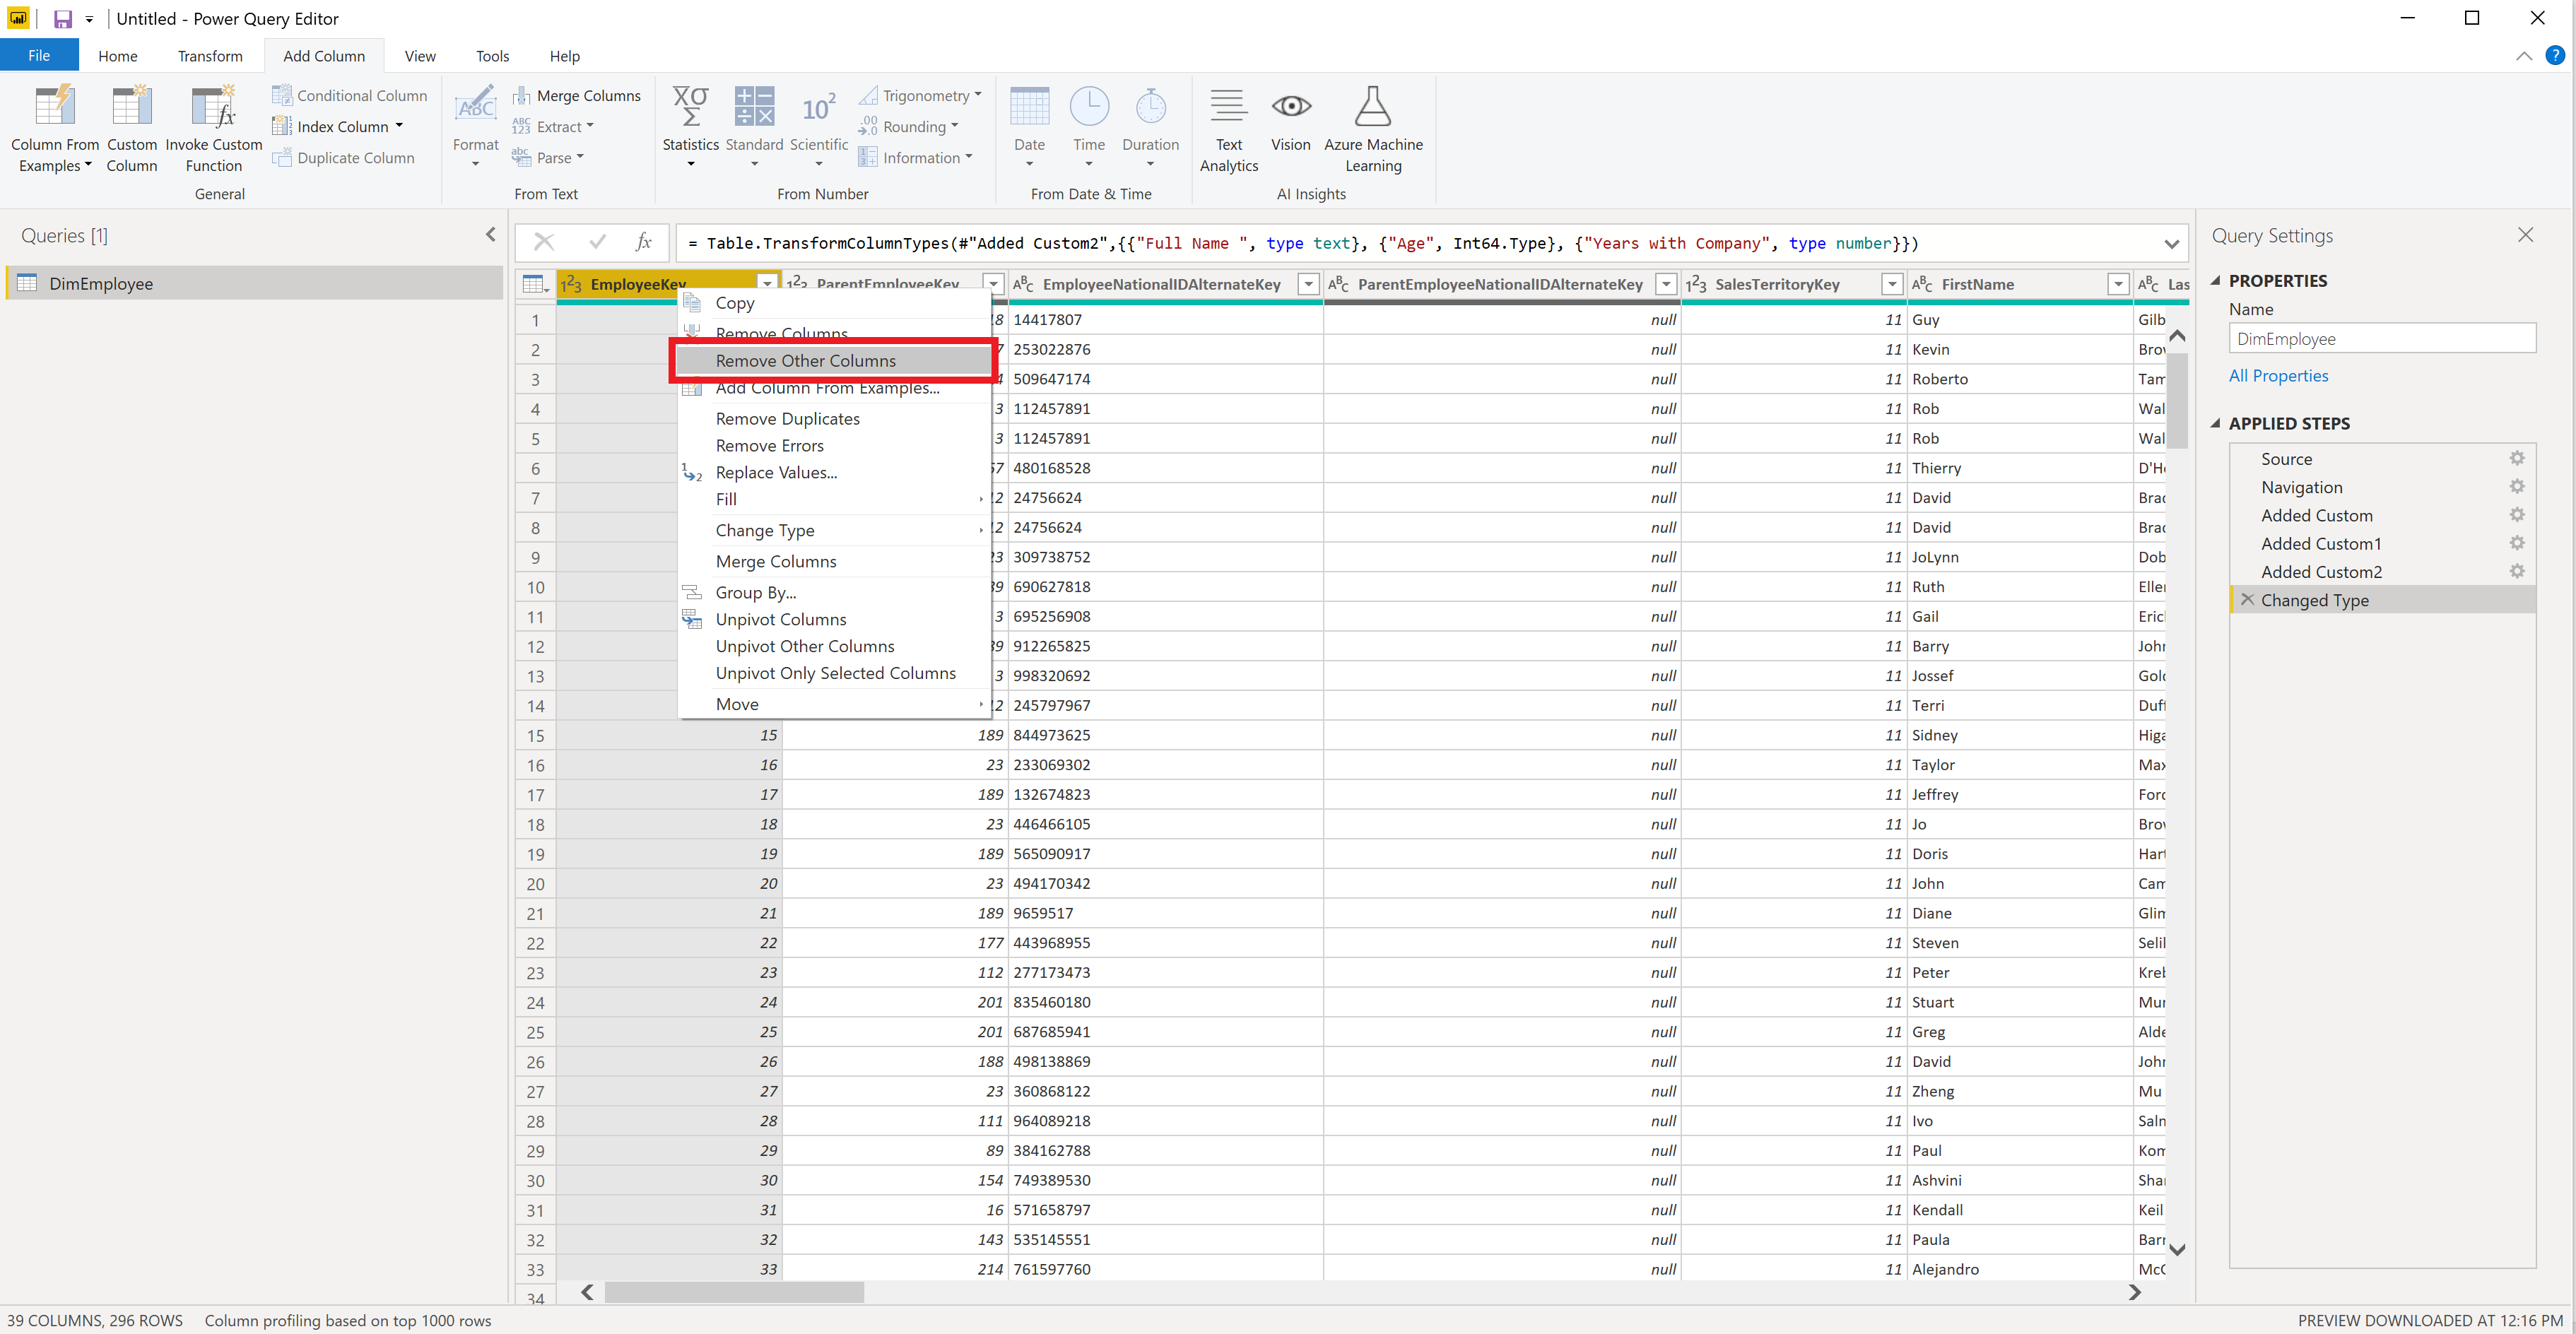 Untitled - Power Query Editor
File Home Transform Add Column View Tools Help
Column From Examples
Custom Column
Invoke Custom Function
Conditional Column
Index Column
Duplicate Column
General
Format
Merge Columns
Extract
Parse
From Text
Statistics
Standard
Scientific
Trigonometry
Rounding
Information
From Number
Date
Time
Duration
From Date & Time
Text Analytics
Vision
Azure Machine Learning
AI Insights
Queries [1]
DimEmployee
= Table.TransformColumnTypes(#"Added Custom2",{{"Full Name ", type text}, {"Age", Int64.Type}, {"Years with Company", type number}})
EmployeeKey ParentEmployeeKey EmployeeNationalIDAlternateKey ParentEmployeeNationalIDAlternateKey SalesTerritoryKey FirstName Las
Copy
Remove Columns
Remove Other Columns
Add Column From Examples...
Remove Duplicates
Remove Errors
Replace Values...
Fill
Change Type
Merge Columns
Group By...
Unpivot Columns
Unpivot Other Columns
Unpivot Only Selected Columns
Move
1 18 14417807 null 11 Guy Gilb
2 7 253022876 null 11 Kevin Brov
3 4 509647174 null 11 Roberto Tam
4 3 112457891 null 11 Rob Wal
5 3 112457891 null 11 Rob Wal
6 57 480168528 null 11 Thierry D'H
7 12 24756624 null 11 David Brad
8 12 24756624 null 11 David Brad
9 23 309738752 null 11 JoLynn Dob
10 39 690627818 null 11 Ruth Eller
11 3 695256908 null 11 Gail Eric
12 39 912265825 null 11 Barry John
13 3 998320692 null 11 Jossef Gol
14 12 245797967 null 11 Terri Duff
15 15 189 844973625 null 11 Sidney Higa
16 16 23 233069302 null 11 Taylor Max
17 17 189 132674823 null 11 Jeffrey Ford
18 18 23 446466105 null 11 Jo Brov
19 19 189 565090917 null 11 Doris Hart
20 20 23 494170342 null 11 John Cam
21 21 189 9659517 null 11 Diane Glim
22 22 177 443968955 null 11 Steven Selil
23 23 112 277173473 null 11 Peter Kreb
24 24 201 835460180 null 11 Stuart Mun
25 25 201 687685941 null 11 Greg Alde
26 26 188 498138869 null 11 David John
27 27 23 360868122 null 11 Zheng Mu
28 28 111 964089218 null 11 Ivo Saln
29 29 89 384162788 null 11 Paul Kom
30 30 154 749389530 null 11 Ashvini Shar
31 31 16 571658797 null 11 Kendall Keil
32 32 143 535145551 null 11 Paula Barr
33 33 214 761597760 null 11 Alejandro McG
34
Query Settings
PROPERTIES
Name
DimEmployee
All Properties
APPLIED STEPS
Source
Navigation
Added Custom
Added Custom1
Added Custom2
Changed Type
39 COLUMNS, 296 ROWS Column profiling based on top 1000 rows
PREVIEW DOWNLOADED AT 12:16 PM